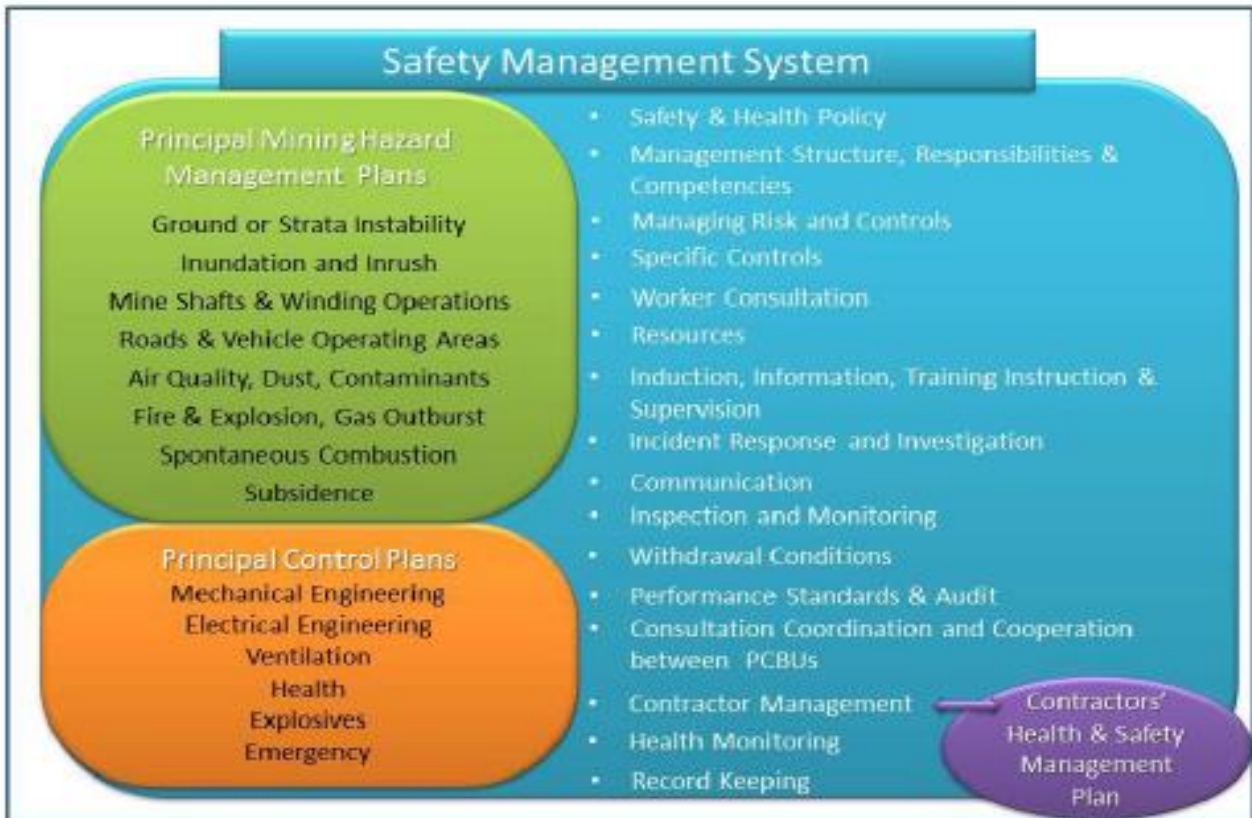 Safety Management System
Principal Mining Hazard
Management Plans
Ground or Strata Instability
Inundation and Inrush
Mine Shafts & Winding Operations
Roads & Vehicle Operating Areas
Air Quality, Dust, Contaminants
Fire & Explosion, Gas Outburst
Spontaneous Combustion
Subsidence
Principal Control Plans
Mechanical Engineering
Electrical Engineering
Ventilation
Health
Explosives
Emergency
• Safety & Health Policy
• Management Structure, Responsibilities &
Competencies
• Managing Risk and Controls
• Specific Controls
• Worker Consultation
• Resources
• Induction, Information, Training Instruction &
Supervision
• Incident Response and Investigation
• Communication
• Inspection and Monitoring
• Withdrawal Conditions
• Performance Standards & Audit
• Consultation Coordination and Cooperation
between PCBUs
• Contractor Management
• Health Monitoring
• Record Keeping
Contractors'
Health & Safety
Management
Plan